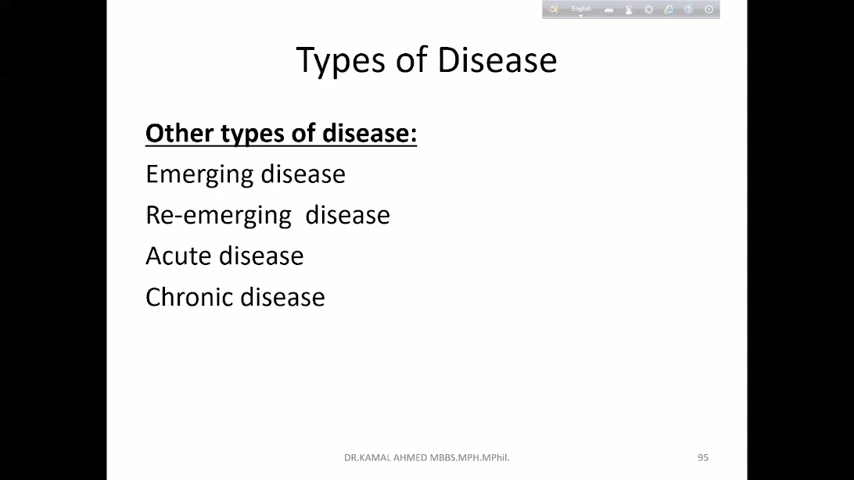 English
Types of Disease
Other types of disease:
Emerging disease
Re-emerging  disease
Acute disease
Chronic disease
DR.KAMAL AHMED MBBS.MPH.MPhil.
95